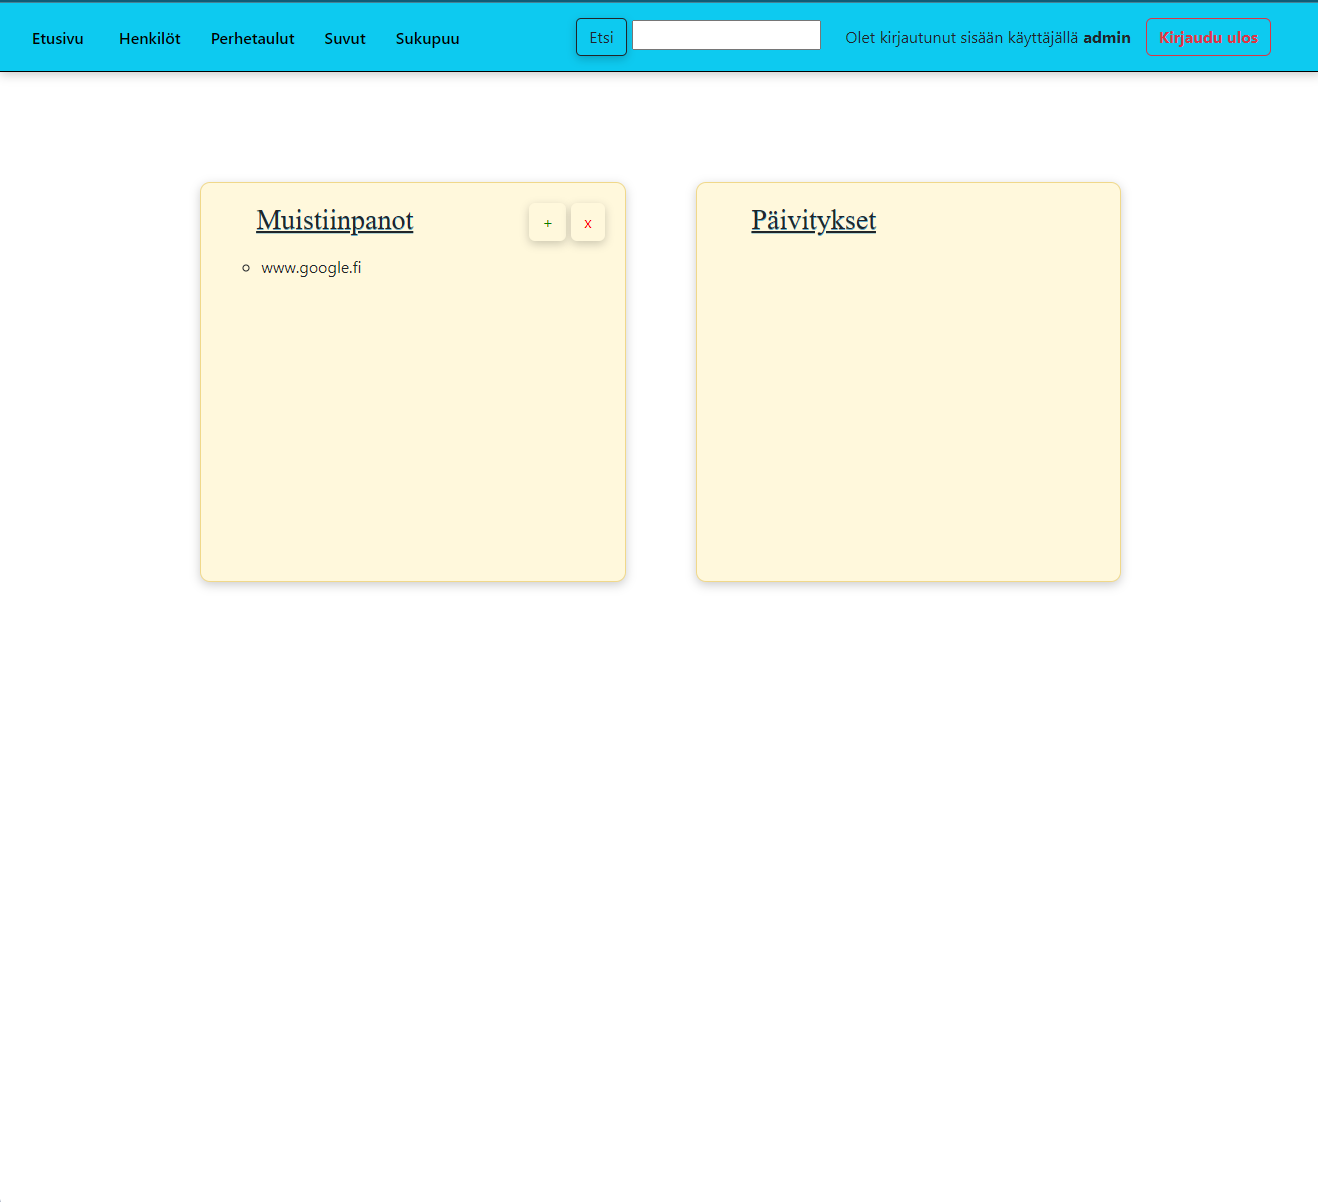 Etusivu Henkilöt Perhetaulut Suvut Sukupuu Etsi Olet kirjautunut sisään käyttäjällä admin Kirjaudu ulos
Muistiinpanot + x
www.google.fi
Päivitykset